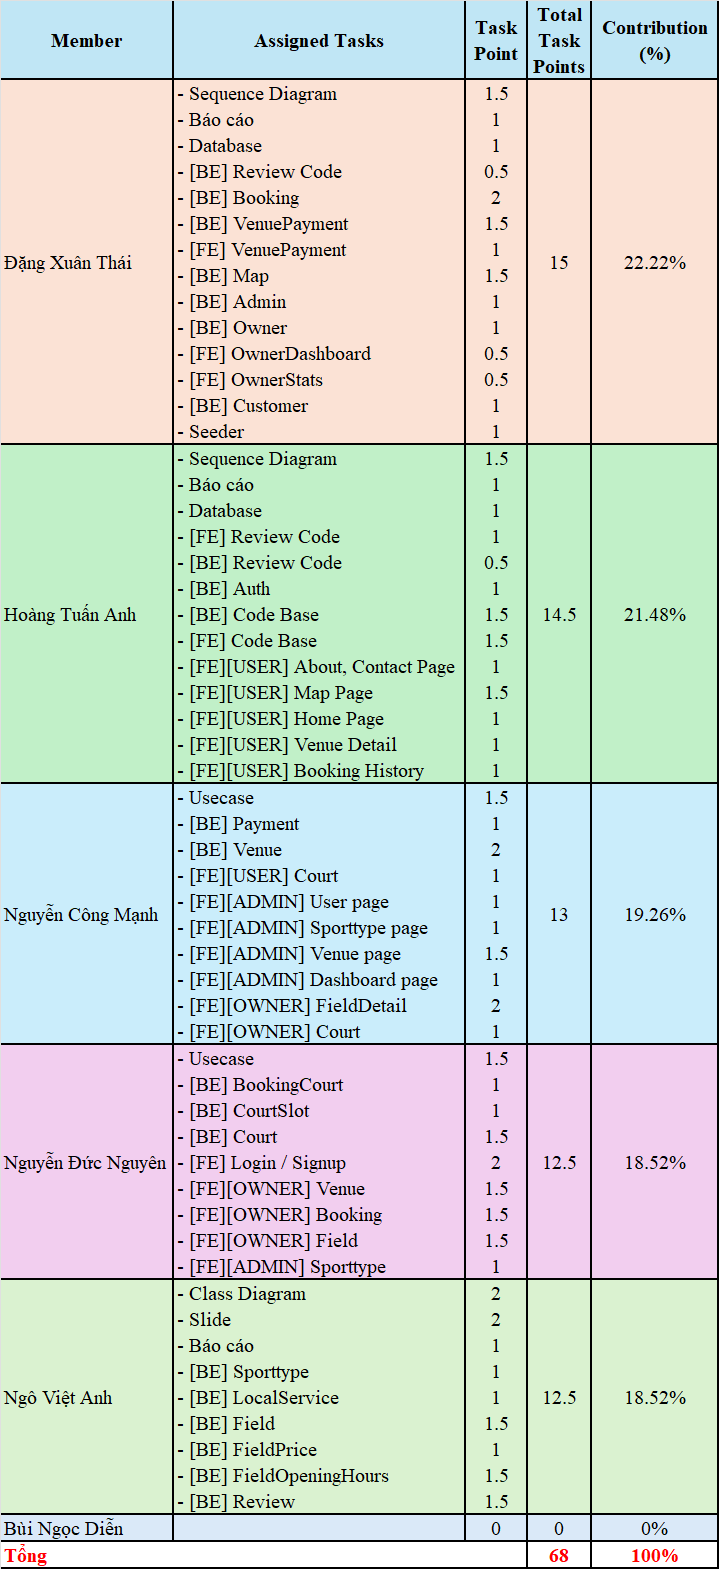 Member Assigned Tasks Task Point Total Task Points Contribution (%)
- Sequence Diagram 1.5
- Báo cáo 1
- Database 1
- [BE] Review Code 0.5
- [BE] Booking 2
- [BE] VenuePayment 1.5
Đặng Xuân Thái - [FE] VenuePayment 1 15 22.22%
- [BE] Map 1.5
- [BE] Admin 1
- [BE] Owner 1
- [FE] OwnerDashboard 0.5
- [FE] OwnerStats 0.5
- [BE] Customer 1
- Seeder 1
- Sequence Diagram 1.5
- Báo cáo 1
- Database 1
- [FE] Review Code 1
- [BE] Review Code 0.5
- [BE] Auth 1
Hoàng Tuấn Anh - [BE] Code Base 1.5 14.5 21.48%
- [FE] Code Base 1.5
- [FE][USER] About, Contact Page 1
- [FE][USER] Map Page 1.5
- [FE][USER] Home Page 1
- [FE][USER] Venue Detail 1
- [FE][USER] Booking History 1
- Usecase 1.5
- [BE] Payment 1
- [BE] Venue 2
- [FE][USER] Court 1
- [FE][ADMIN] User page 1
Nguyễn Công Mạnh 13 19.26%
- [FE][ADMIN] Sporttype page 1
- [FE][ADMIN] Venue page 1.5
- [FE][ADMIN] Dashboard page 1
- [FE][OWNER] FieldDetail 2
- [FE][OWNER] Court 1
- Usecase 1.5
- [BE] BookingCourt 1
- [BE] CourtSlot 1
- [BE] Court 1.5
Nguyễn Đức Nguyên - [FE] Login / Signup 2 12.5 18.52%
- [FE][OWNER] Venue 1.5
- [FE][OWNER] Booking 1.5
- [FE][OWNER] Field 1.5
- [FE][ADMIN] Sporttype 1
- Class Diagram 2
- Slide 2
- Báo cáo 1
- [BE] Sporttype 1
Ngô Việt Anh - [BE] LocalService 1 12.5 18.52%
- [BE] Field 1.5
- [BE] FieldPrice 1
- [BE] FieldOpeningHours 1.5
- [BE] Review 1.5
Bùi Ngọc Diễn 0 0 0%
Tổng 68 100%